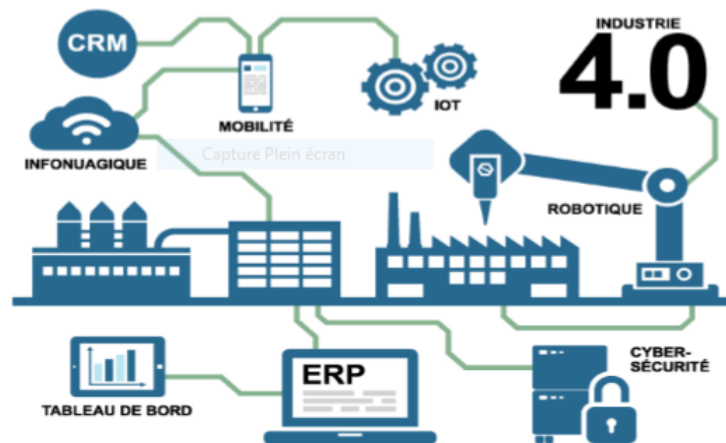 CRM
INDUSTRIE
4.0
IOT
MOBILITÉ
INFONUAGIQUE
Capture Plein écran
ROBOTIQUE
ERP
CYBER-
SÉCURITÉ
TABLEAU DE BORD